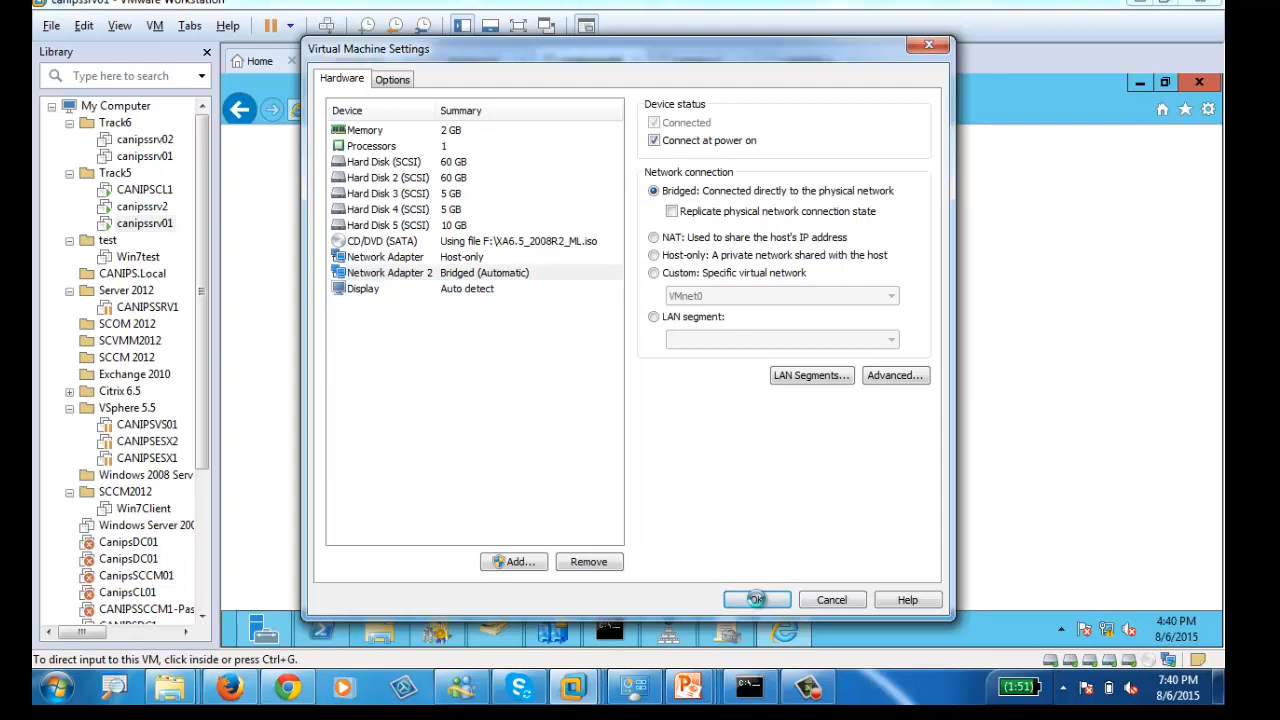 canipssrv01 - VMware Workstation
File Edit View VM Tabs Help
Library
Type here to search
Home
My Computer
Track6
canipssrv02
canipssrv01
Track5
CANIPSCL1
canipssrv2
canipssrv01
test
Win7test
CANIPS.Local
Server 2012
CANIPSSRV1
SCOM 2012
SCVMM2012
SCCM 2012
Exchange 2010
Citrix 6.5
VSphere 5.5
CANIPSVS01
CANIPSESX2
CANIPSESX1
Windows 2008 Serv
SCCM2012
Win7Client
Windows Server 200
CanipsDC01
CanipsDC01
CanipsSCCM01
CanipsCL01
CANIPSSCCM1-Pas
Virtual Machine Settings
Hardware Options
Device Summary
Memory 2 GB
Processors 1
Hard Disk (SCSI) 60 GB
Hard Disk 2 (SCSI) 60 GB
Hard Disk 3 (SCSI) 5 GB
Hard Disk 4 (SCSI) 5 GB
Hard Disk 5 (SCSI) 10 GB
CD/DVD (SATA) Using file F:\XA6.5_2008R2_ML.iso
Network Adapter Host-only
Network Adapter 2 Bridged (Automatic)
Display Auto detect
Add... Remove
Device status
Connected
Connect at power on
Network connection
Bridged: Connected directly to the physical network
Replicate physical network connection state
NAT: Used to share the host's IP address
Host-only: A private network shared with the host
Custom: Specific virtual network
VMnet0
LAN segment:
LAN Segments... Advanced...
OK Cancel Help
4:40 PM
8/6/2015
To direct input to this VM, click inside or press Ctrl+G.
(1:51)
7:40 PM
8/6/2015